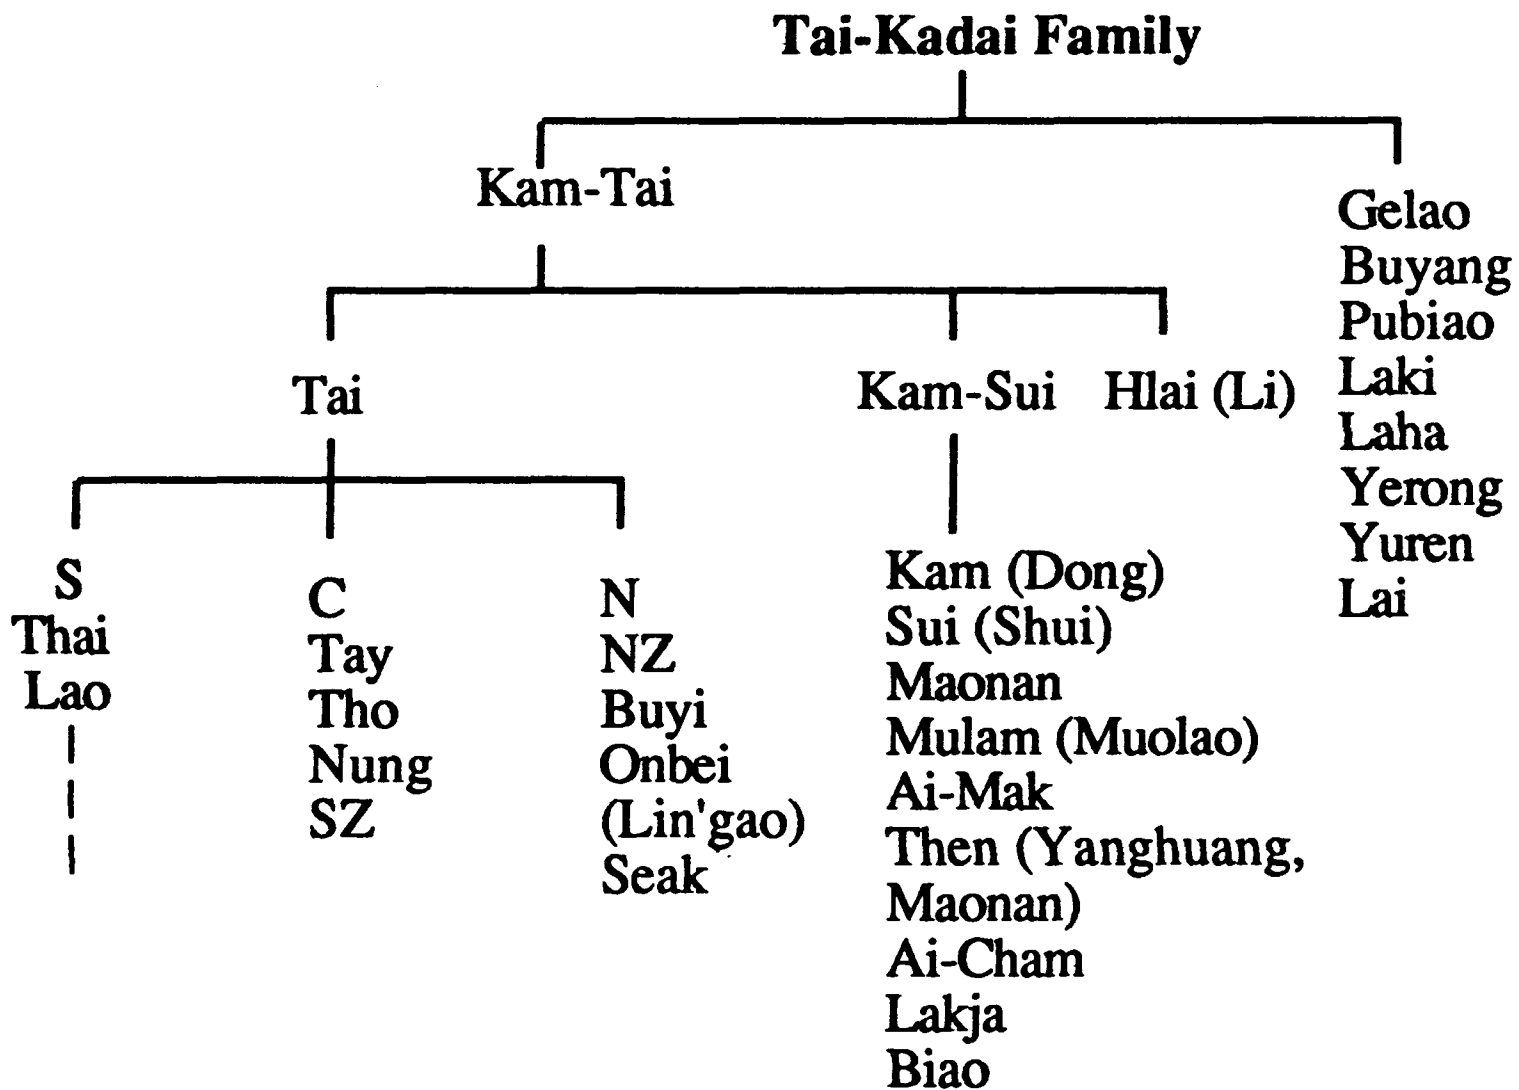 Tai-Kadai Family
Kam-Tai
Gelao
Buyang
Pubiao
Laki
Laha
Yerong
Yuren
Lai
Tai
Kam-Sui
Hlai (Li)
S
Thai
Lao
C
Tay
Tho
Nung
SZ
N
NZ
Buyi
Onbei
(Lin'gao)
Seak
Kam (Dong)
Sui (Shui)
Maonan
Mulam (Muolao)
Ai-Mak
Then (Yanghuang,
Maonan)
Ai-Cham
Lakja
Biao